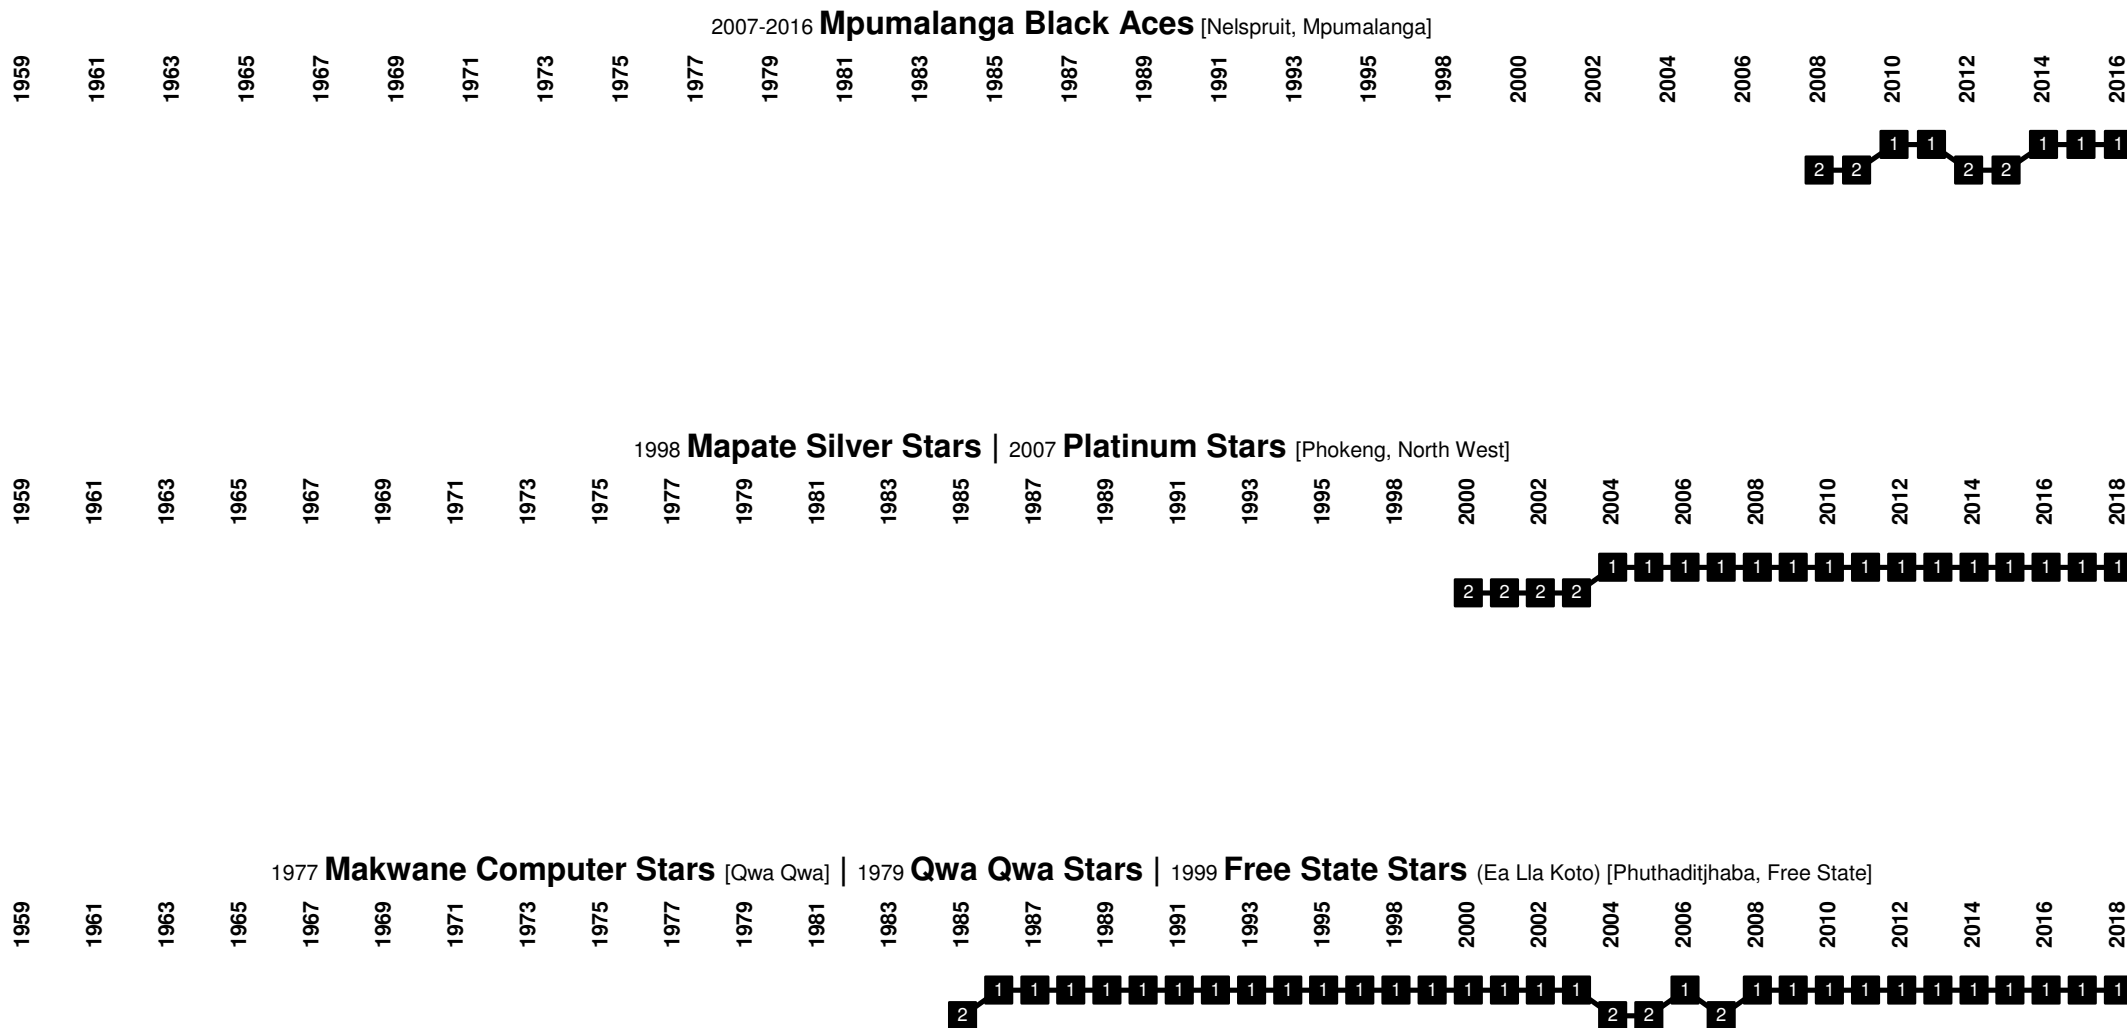 2007-2016 Mpumalanga Black Aces [Nelspruit, Mpumalanga]
1959 1961 1963 1965 1967 1969 1971 1973 1975 1977 1979 1981 1983 1985 1987 1989 1991 1993 1995 1998 2000 2002 2004 2006 2008 2010 2012 2014 2016
1 1 1 1 1
2 2 2 2
1998 Mapate Silver Stars | 2007 Platinum Stars [Phokeng, North West]
1959 1961 1963 1965 1967 1969 1971 1973 1975 1977 1979 1981 1983 1985 1987 1989 1991 1993 1995 1998 2000 2002 2004 2006 2008 2010 2012 2014 2016 2018
1 1 1 1 1 1 1 1 1 1 1 1 1 1 1
2 2 2 2
1977 Makwane Computer Stars [Qwa Qwa] | 1979 Qwa Qwa Stars | 1999 Free State Stars (Ea Lla Koto) [Phuthaditjhaba, Free State]
1959 1961 1963 1965 1967 1969 1971 1973 1975 1977 1979 1981 1983 1985 1987 1989 1991 1993 1995 1998 2000 2002 2004 2006 2008 2010 2012 2014 2016 2018
1 1 1 1 1 1 1 1 1 1 1 1 1 1 1 1 1 1 1 1 1 1 1 1 1 1 1 1 1
2 2 2 2